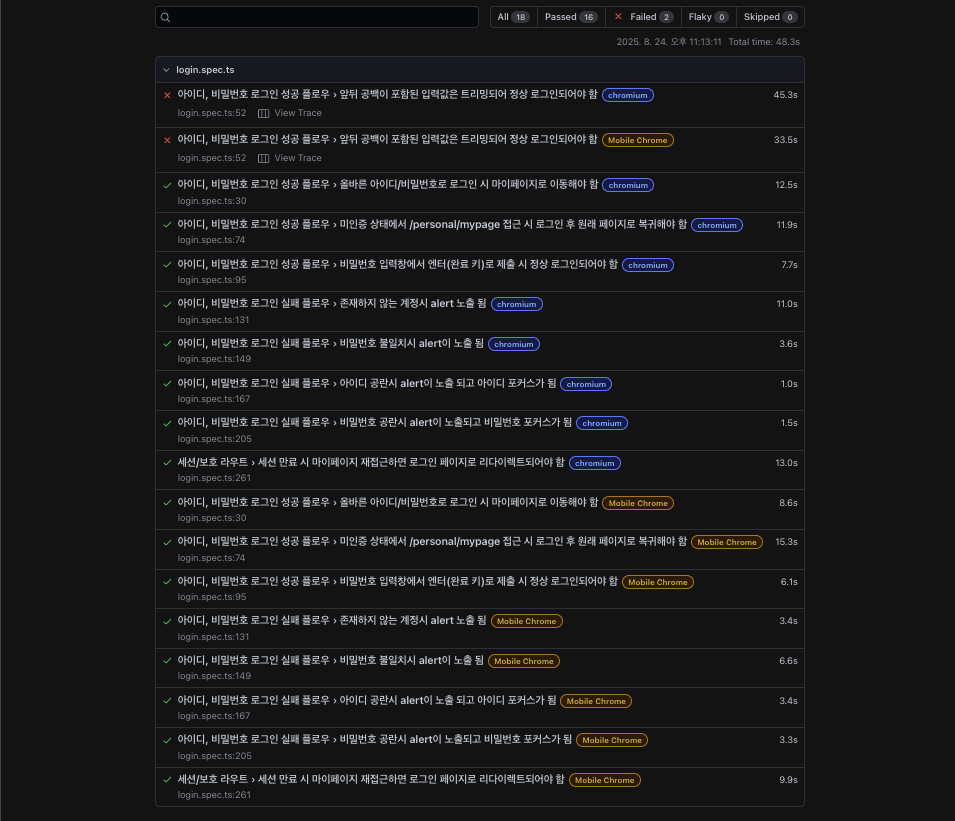 All 18 Passed 16 Failed 2 Flaky 0 Skipped 0
2025. 8. 24. 오후 11:13:11 Total time: 48.3s
login.spec.ts
아이디, 비밀번호 로그인 성공 플로우 › 앞뒤 공백이 포함된 입력값은 트리밍되어 정상 로그인되어야 함 chromium 45.3s
login.spec.ts:52 View Trace
아이디, 비밀번호 로그인 성공 플로우 › 앞뒤 공백이 포함된 입력값은 트리밍되어 정상 로그인되어야 함 Mobile Chrome 33.5s
login.spec.ts:52 View Trace
아이디, 비밀번호 로그인 성공 플로우 › 올바른 아이디/비밀번호로 로그인 시 마이페이지로 이동해야 함 chromium 12.5s
login.spec.ts:30
아이디, 비밀번호 로그인 성공 플로우 › 미인증 상태에서 /personal/mypage 접근 시 로그인 후 원래 페이지로 복귀해야 함 chromium 11.9s
login.spec.ts:74
아이디, 비밀번호 로그인 성공 플로우 › 비밀번호 입력창에서 엔터(완료 키)로 제출 시 정상 로그인되어야 함 chromium 7.7s
login.spec.ts:95
아이디, 비밀번호 로그인 실패 플로우 › 존재하지 않는 계정시 alert 노출 됨 chromium 11.0s
login.spec.ts:131
아이디, 비밀번호 로그인 실패 플로우 › 비밀번호 불일치시 alert이 노출 됨 chromium 3.6s
login.spec.ts:149
아이디, 비밀번호 로그인 실패 플로우 › 아이디 공란시 alert이 노출 되고 아이디 포커스가 됨 chromium 1.0s
login.spec.ts:167
아이디, 비밀번호 로그인 실패 플로우 › 비밀번호 공란시 alert이 노출되고 비밀번호 포커스가 됨 chromium 1.5s
login.spec.ts:205
세션/보호 라우트 › 세션 만료 시 마이페이지 재접근하면 로그인 페이지로 리다이렉트되어야 함 chromium 13.0s
login.spec.ts:261
아이디, 비밀번호 로그인 성공 플로우 › 올바른 아이디/비밀번호로 로그인 시 마이페이지로 이동해야 함 Mobile Chrome 8.6s
login.spec.ts:30
아이디, 비밀번호 로그인 성공 플로우 › 미인증 상태에서 /personal/mypage 접근 시 로그인 후 원래 페이지로 복귀해야 함 Mobile Chrome 15.3s
login.spec.ts:74
아이디, 비밀번호 로그인 성공 플로우 › 비밀번호 입력창에서 엔터(완료 키)로 제출 시 정상 로그인되어야 함 Mobile Chrome 6.1s
login.spec.ts:95
아이디, 비밀번호 로그인 실패 플로우 › 존재하지 않는 계정시 alert 노출 됨 Mobile Chrome 3.4s
login.spec.ts:131
아이디, 비밀번호 로그인 실패 플로우 › 비밀번호 불일치시 alert이 노출 됨 Mobile Chrome 6.6s
login.spec.ts:149
아이디, 비밀번호 로그인 실패 플로우 › 아이디 공란시 alert이 노출 되고 아이디 포커스가 됨 Mobile Chrome 3.4s
login.spec.ts:167
아이디, 비밀번호 로그인 실패 플로우 › 비밀번호 공란시 alert이 노출되고 비밀번호 포커스가 됨 Mobile Chrome 3.3s
login.spec.ts:205
세션/보호 라우트 › 세션 만료 시 마이페이지 재접근하면 로그인 페이지로 리다이렉트되어야 함 Mobile Chrome 9.9s
login.spec.ts:261